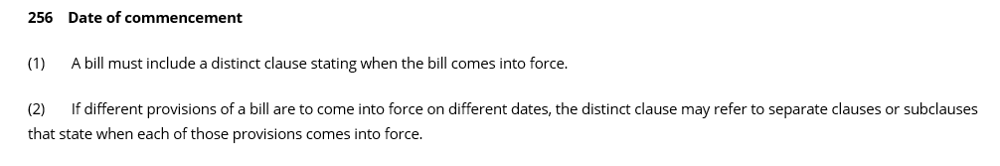 256 Date of commencement
(1) A bill must include a distinct clause stating when the bill comes into force.
(2) If different provisions of a bill are to come into force on different dates, the distinct clause may refer to separate clauses or subclauses
that state when each of those provisions comes into force.